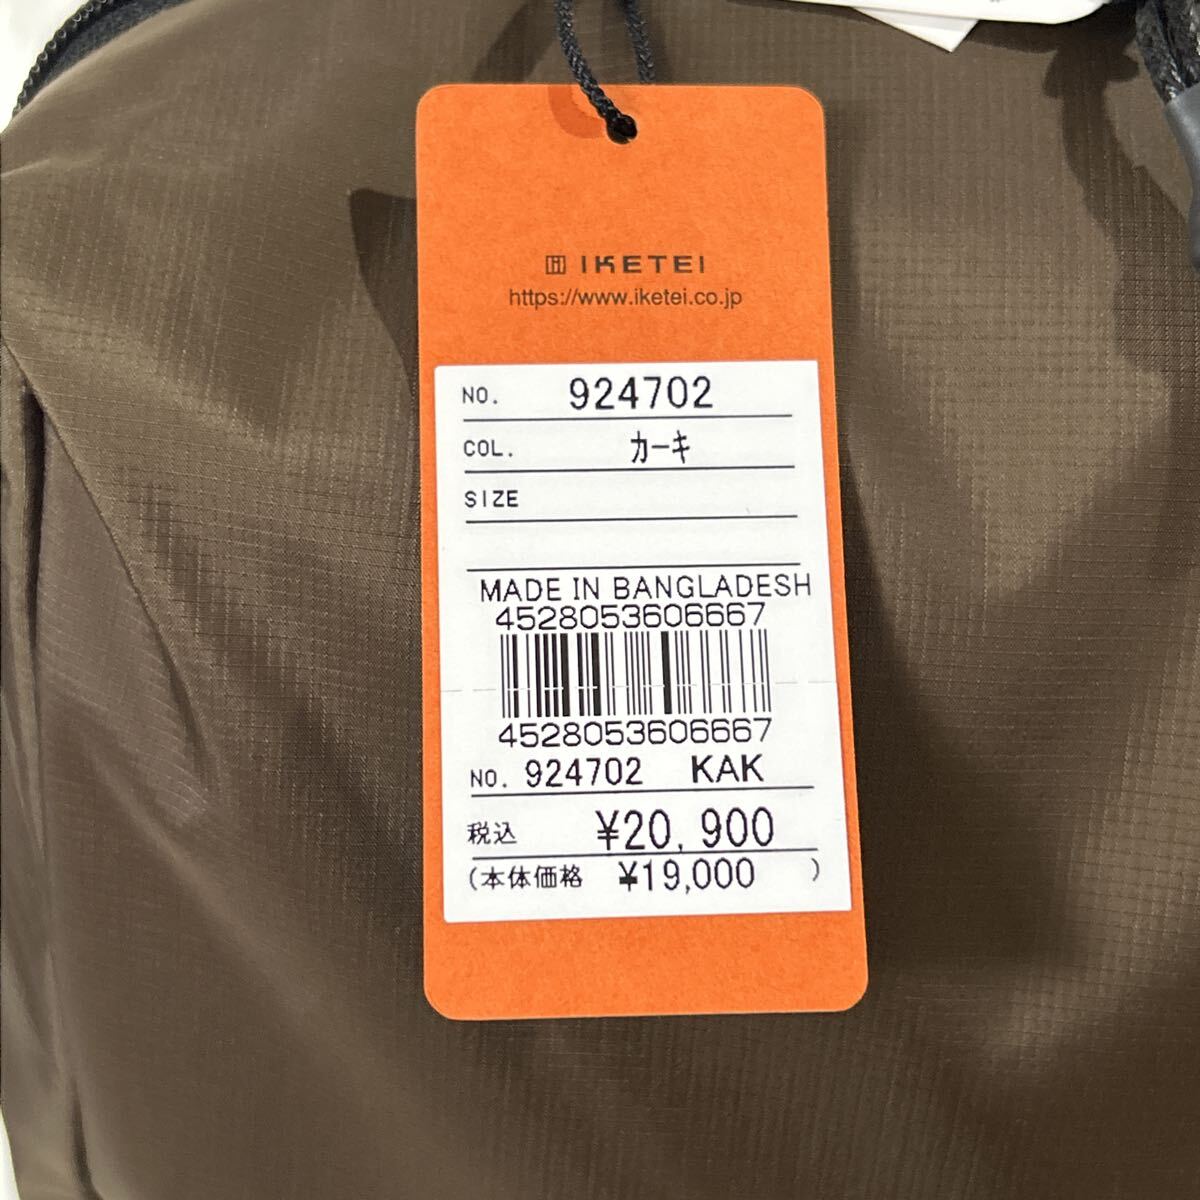 IKETEI
https://www.iketei.co.jp
NO. 924702
COL. カーキ
SIZE
MADE IN BANGLADESH
4528053606667
4528053606667
NO. 924702 KAK
税込 ¥20,900
(本体価格 ¥19,000 )